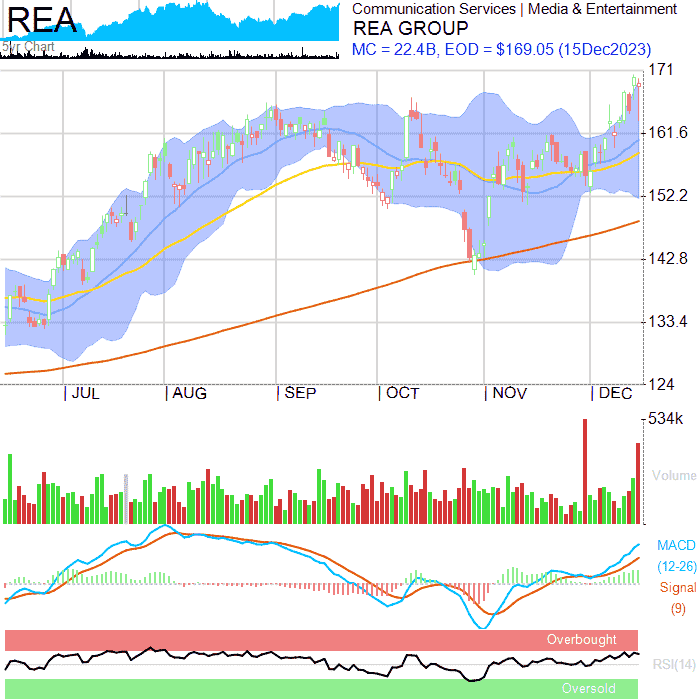 REA
5yr Chart
Communication Services | Media & Entertainment
REA GROUP
MC = 22.4B, EOD = $169.05 (15Dec2023)
171
161.6
152.2
142.8
133.4
124
JUL AUG SEP OCT NOV DEC
534k
Volume
MACD
(12-26)
Signal
(9)
Overbought
RSI(14)
Oversold